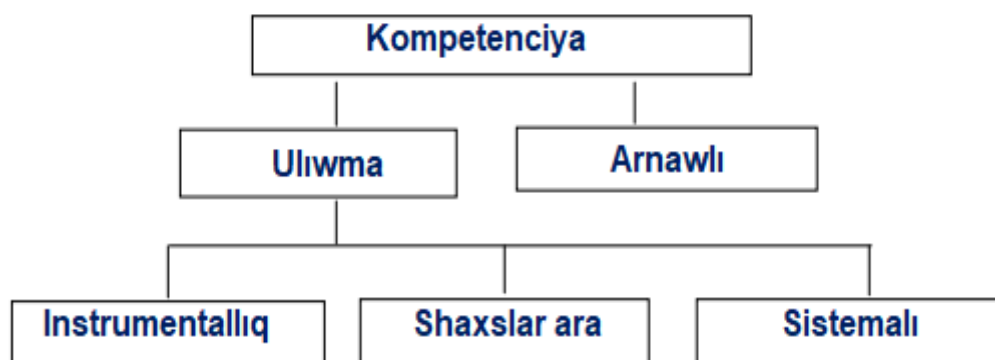 Kompetenciya
Ulıwma
Arnawlı
Instrumentallıq
Shaxslar ara
Sistemalı